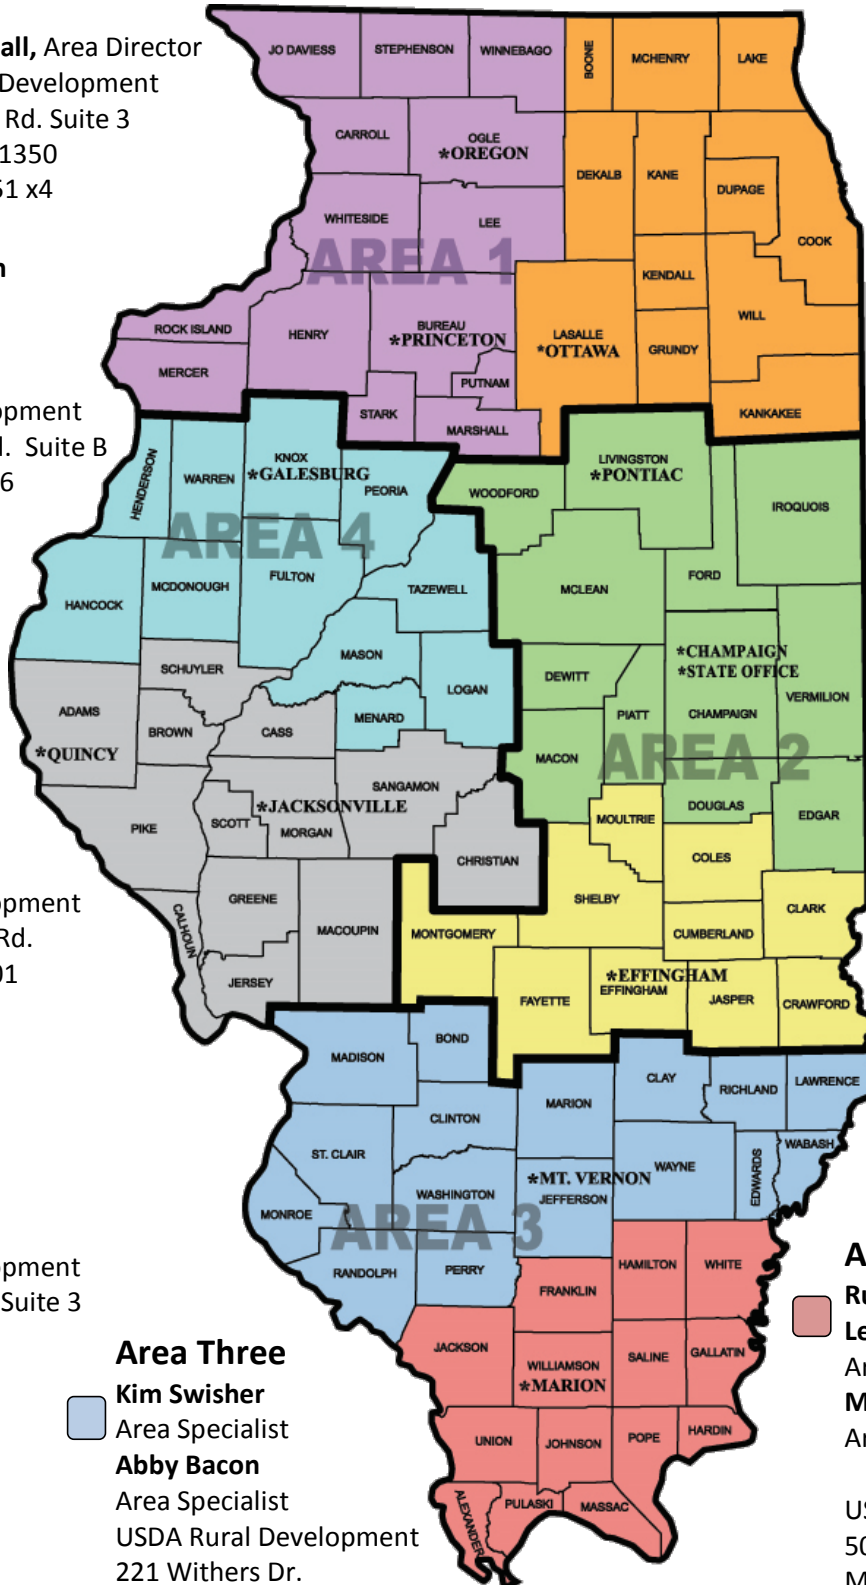 all, Area Director
Development
Rd. Suite 3
1350
51 x4
n
opment
l. Suite B
6
opment
Rd.
01
opment
Suite 3
JO DAVIESS
STEPHENSON
WINNEBAGO
BOONE
MCHENRY
LAKE
CARROLL
OGLE
*OREGON
DEKALB
KANE
DUPAGE
COOK
WHITESIDE
LEE
AREA 1
KENDALL
WILL
ROCK ISLAND
HENRY
BUREAU
*PRINCETON
LASALLE
*OTTAWA
GRUNDY
MERCER
PUTNAM
STARK
MARSHALL
KANKAKEE
HENDERSON
WARREN
KNOX
*GALESBURG
PEORIA
WOODFORD
LIVINGSTON
*PONTIAC
IROQUOIS
AREA 4
HANCOCK
MCDONOUGH
FULTON
TAZEWELL
MCLEAN
FORD
SCHUYLER
MASON
LOGAN
DEWITT
*CHAMPAIGN
*STATE OFFICE
CHAMPAIGN
VERMILION
ADAMS
*QUINCY
BROWN
CASS
MENARD
PIATT
MACON
AREA 2
PIKE
SCOTT
*JACKSONVILLE
MORGAN
SANGAMON
CHRISTIAN
MOULTRIE
DOUGLAS
EDGAR
COLES
GREENE
CALHOUN
MACOUPIN
JERSEY
MONTGOMERY
SHELBY
CUMBERLAND
CLARK
FAYETTE
*EFFINGHAM
EFFINGHAM
JASPER
CRAWFORD
MADISON
BOND
CLINTON
MARION
CLAY
RICHLAND
LAWRENCE
ST. CLAIR
WASHINGTON
*MT. VERNON
JEFFERSON
WAYNE
EDWARDS
WABASH
MONROE
AREA 3
RANDOLPH
PERRY
FRANKLIN
HAMILTON
WHITE
JACKSON
WILLIAMSON
*MARION
SALINE
GALLATIN
UNION
JOHNSON
POPE
HARDIN
ALEXANDER
PULASKI
MASSAC
Area Three
Kim Swisher
Area Specialist
Abby Bacon
Area Specialist
USDA Rural Development
221 Withers Dr.
A
Ru
Le
Ar
M
Ar
US
50
M